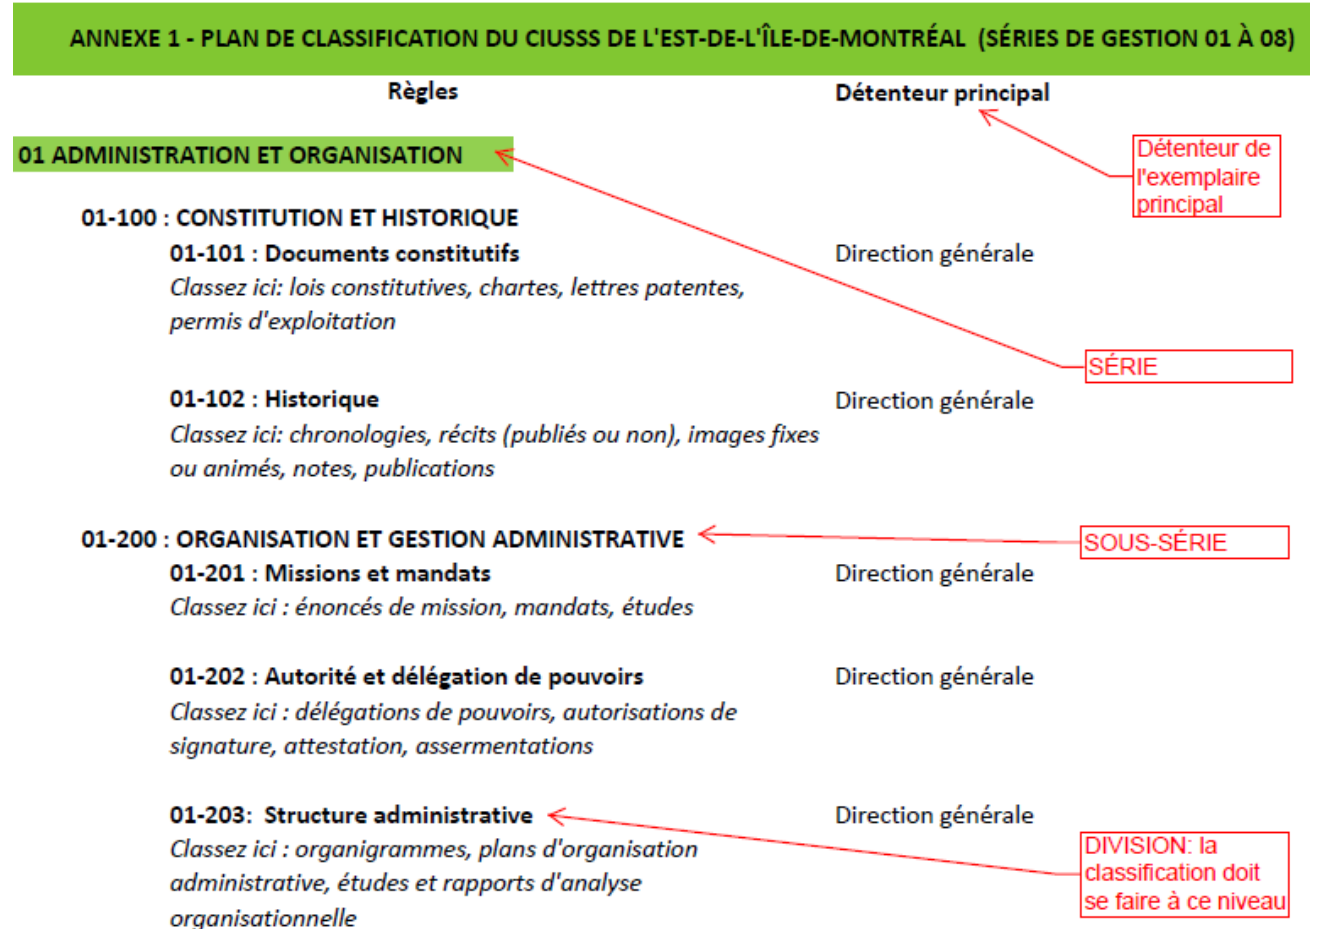 ANNEXE 1 - PLAN DE CLASSIFICATION DU CIUSSS DE L'EST-DE-L'ÎLE-DE-MONTRÉAL (SÉRIES DE GESTION 01 À 08)
Règles
Détenteur principal
01 ADMINISTRATION ET ORGANISATION
Détenteur de
l'exemplaire
principal
01-100 : CONSTITUTION ET HISTORIQUE
01-101 : Documents constitutifs
Direction générale
Classez ici: lois constitutives, chartes, lettres patentes,
permis d'exploitation
SÉRIE
01-102 : Historique
Direction générale
Classez ici: chronologies, récits (publiés ou non), images fixes
ou animés, notes, publications
01-200 : ORGANISATION ET GESTION ADMINISTRATIVE
SOUS-SÉRIE
01-201 : Missions et mandats
Direction générale
Classez ici : énoncés de mission, mandats, études
01-202 : Autorité et délégation de pouvoirs
Direction générale
Classez ici : délégations de pouvoirs, autorisations de
signature, attestation, assermentations
01-203: Structure administrative
Direction générale
Classez ici : organigrammes, plans d'organisation
administrative, études et rapports d'analyse
organisationnelle
DIVISION: la
classification doit
se faire à ce niveau